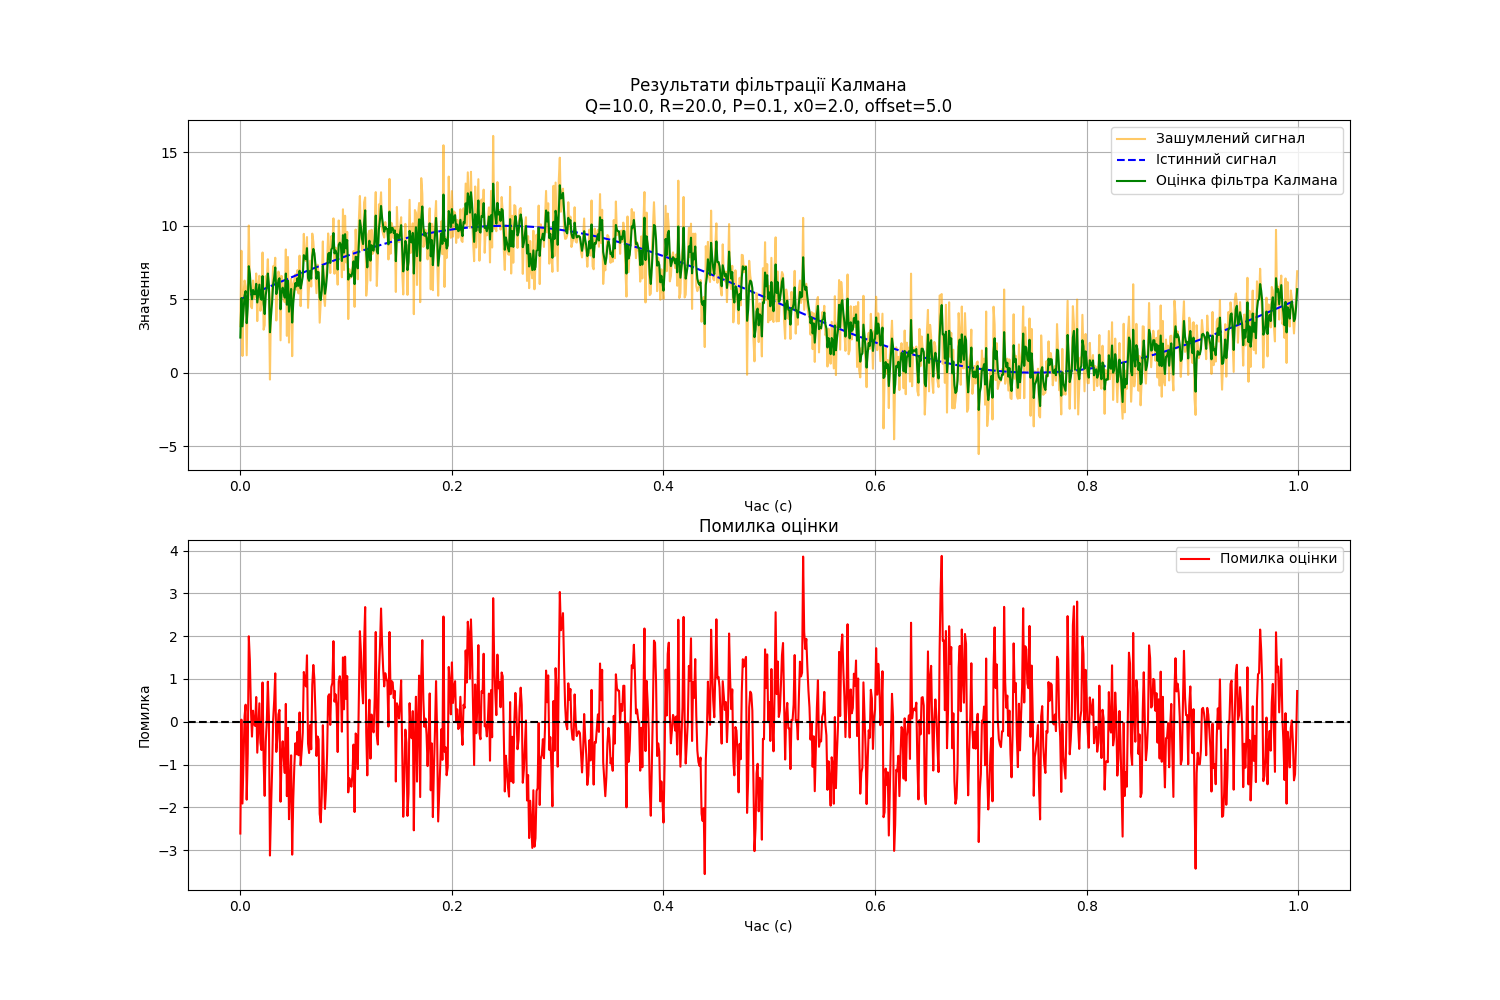 Результати фільтрації Калмана
Q=10.0, R=20.0, P=0.1, x0=2.0, offset=5.0
Зашумлений сигнал
Істинний сигнал
Оцінка фільтра Калмана
Значення
15
10
5
0
−5
0.0 0.2 0.4 0.6 0.8 1.0
Час (с)
Помилка оцінки
Помилка оцінки
Помилка
4
3
2
1
0
−1
−2
−3
0.0 0.2 0.4 0.6 0.8 1.0
Час (с)